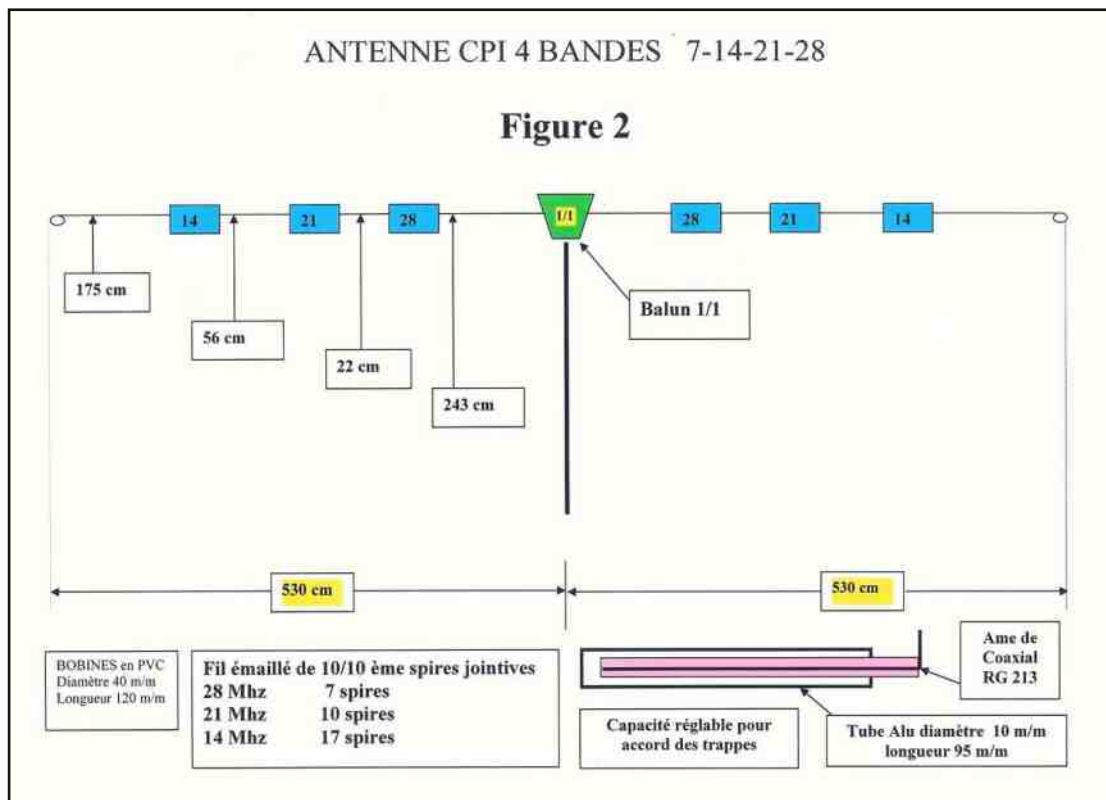 ANTENNE CPI 4 BANDES 7-14-21-28
Figure 2
14
21
28
1/1
28
21
14
175 cm
56 cm
22 cm
243 cm
Balun 1/1
530 cm
530 cm
BOBINES en PVC
Diamètre 40 m/m
Longueur 120 m/m
Fil émaillé de 10/10 ème spires jointives
28 Mhz 7 spires
21 Mhz 10 spires
14 Mhz 17 spires
Ame de
Coaxial
RG 213
Capacité réglable pour
accord des trappes
Tube Alu diamètre 10 m/m
longueur 95 m/m